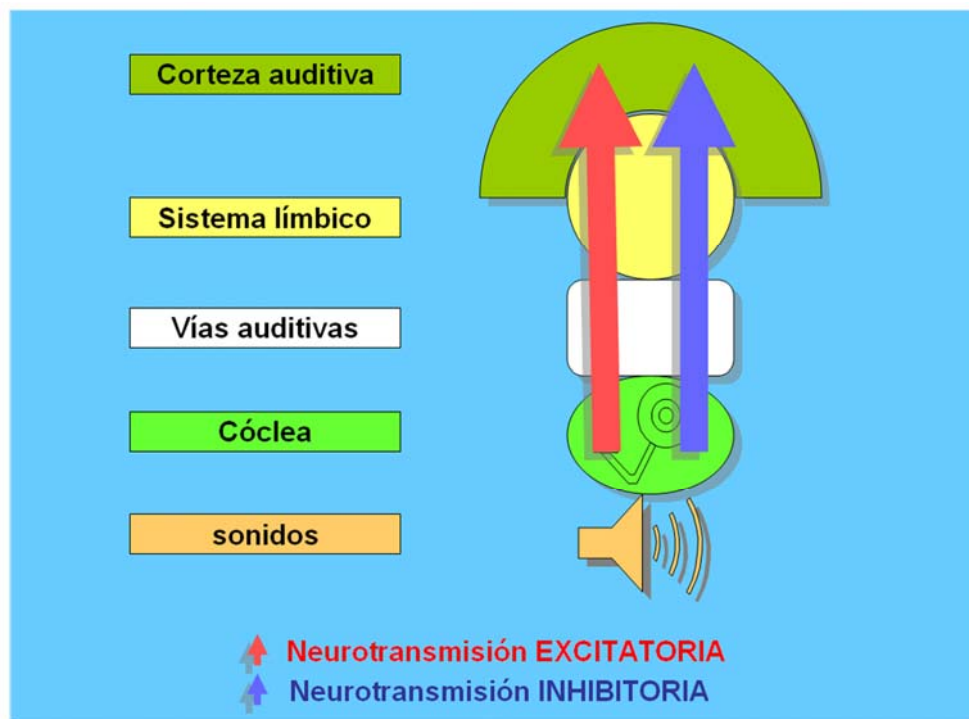 Corteza auditiva
Sistema límbico
Vías auditivas
Cóclea
sonidos
Neurotransmisión EXCITATORIA
Neurotransmisión INHIBITORIA